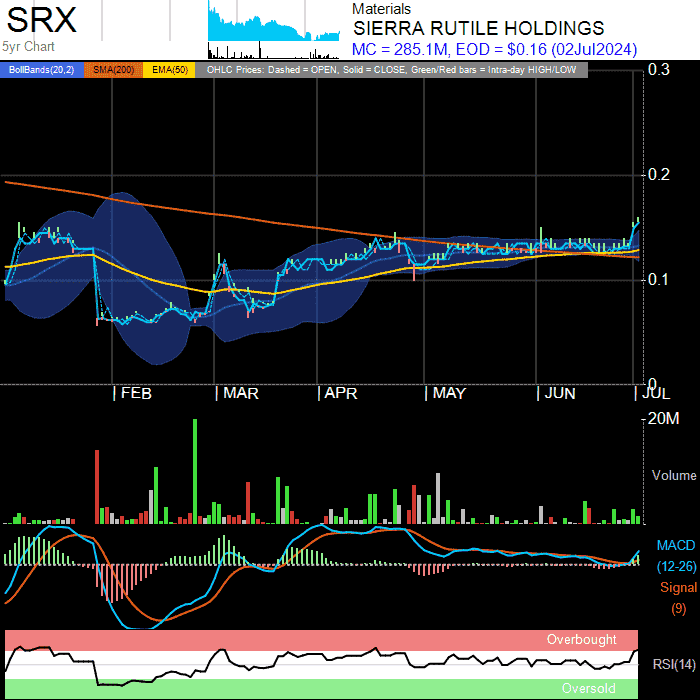 SRX
5yr Chart
Materials
SIERRA RUTILE HOLDINGS
MC = 285.1M, EOD = $0.16 (02Jul2024)
BollBands(20,2) SMA(200) EMA(50) OHLC Prices: Dashed = OPEN, Solid = CLOSE, Green/Red bars = Intra-day HIGH/LOW
0.3
0.2
0.1
0
FEB MAR APR MAY JUN JUL
20M
Volume
MACD
(12-26)
Signal
(9)
Overbought
RSI(14)
Oversold